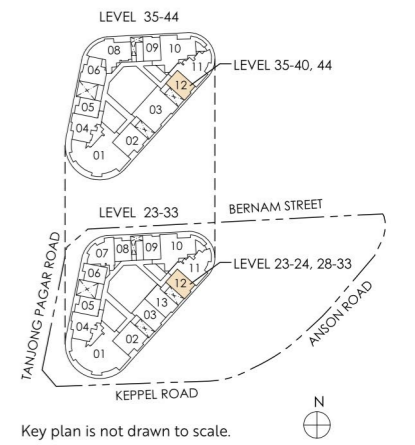 LEVEL 35-44
08 09 10
06 11
LEVEL 35-40, 44
12
05 03
04
02
01
BERNAM STREET
LEVEL 23-33
TANJONG PAGAR ROAD
07 08 09 10
06 11
LEVEL 23-24, 28-33
12
05 13
03
04
02
01
ANSON ROAD
KEPPEL ROAD
N
Key plan is not drawn to scale.